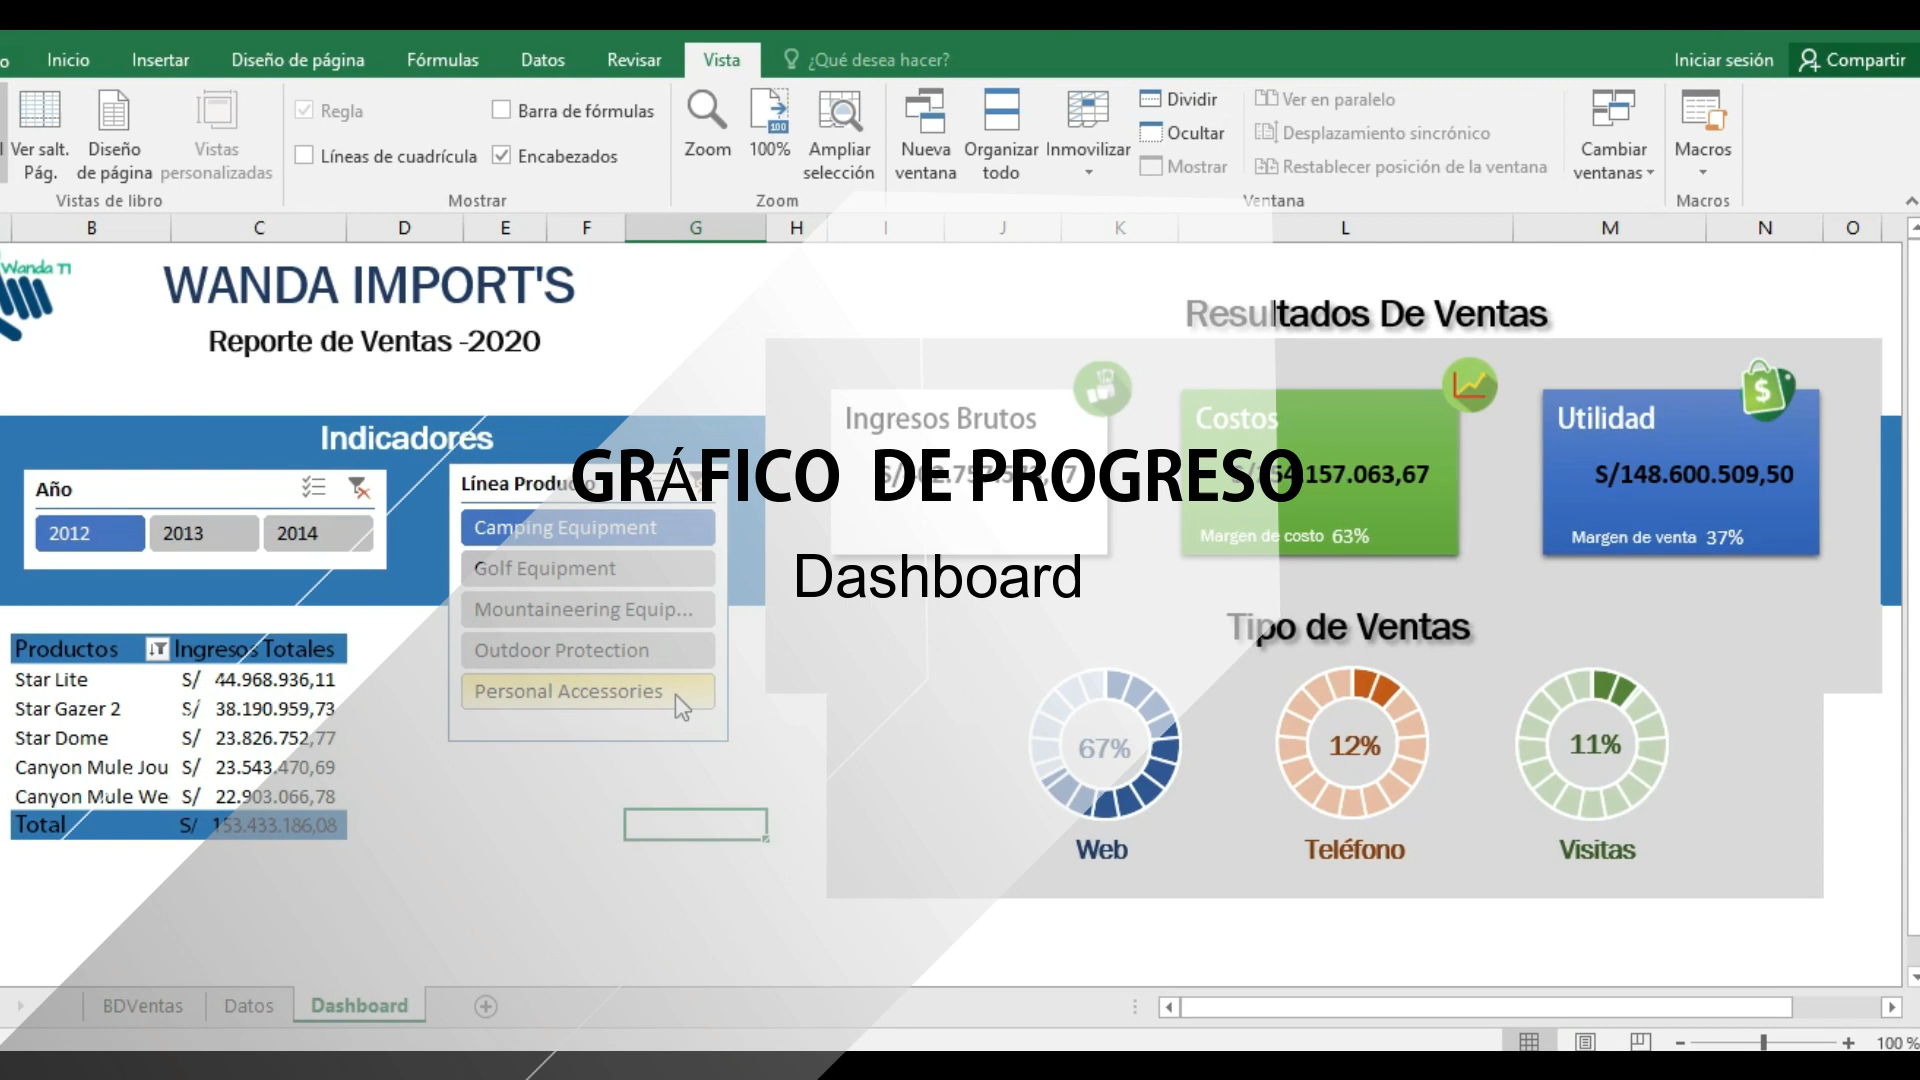 Inicio Insertar Diseño de página Fórmulas Datos Revisar Vista ¿Qué desea hacer? Iniciar sesión Compartir
Ver salt. Pág.
Diseño de página
Vistas personalizadas
Vistas de libro
Regla
Barra de fórmulas
Líneas de cuadrícula
Encabezados
Mostrar
Zoom
100
100%
Ampliar selección
Zoom
Nueva ventana
Organizar todo
Inmovilizar
Dividir
Ocultar
Mostrar
Ver en paralelo
Desplazamiento sincrónico
Restablecer posición de la ventana
Ventana
Cambiar ventanas
Macros
Macros
B C D E F G H I J K L M N O
Wanda TI
WANDA IMPORT'S
Reporte de Ventas -2020
Indicadores
Año
2012 2013 2014
Línea Produc
Camping Equipment
Golf Equipment
Mountaineering Equip...
Outdoor Protection
Personal Accessories
Productos Ingresos Totales
Star Lite S/ 44.968.936,11
Star Gazer 2 S/ 38.190.959,73
Star Dome S/ 23.826.752,77
Canyon Mule Jou S/ 23.543.470,69
Canyon Mule We S/ 22.903.066,78
Total S/ 153.433.186,08
GRÁFICO DE PROGRESO
Dashboard
Resultados De Ventas
Ingresos Brutos
Costos
157.063,67
Margen de costo 63%
Utilidad
$
S/148.600.509,50
Margen de venta 37%
Tipo de Ventas
67% 12% 11%
Web Teléfono Visitas
BDVentas Datos Dashboard
100 %